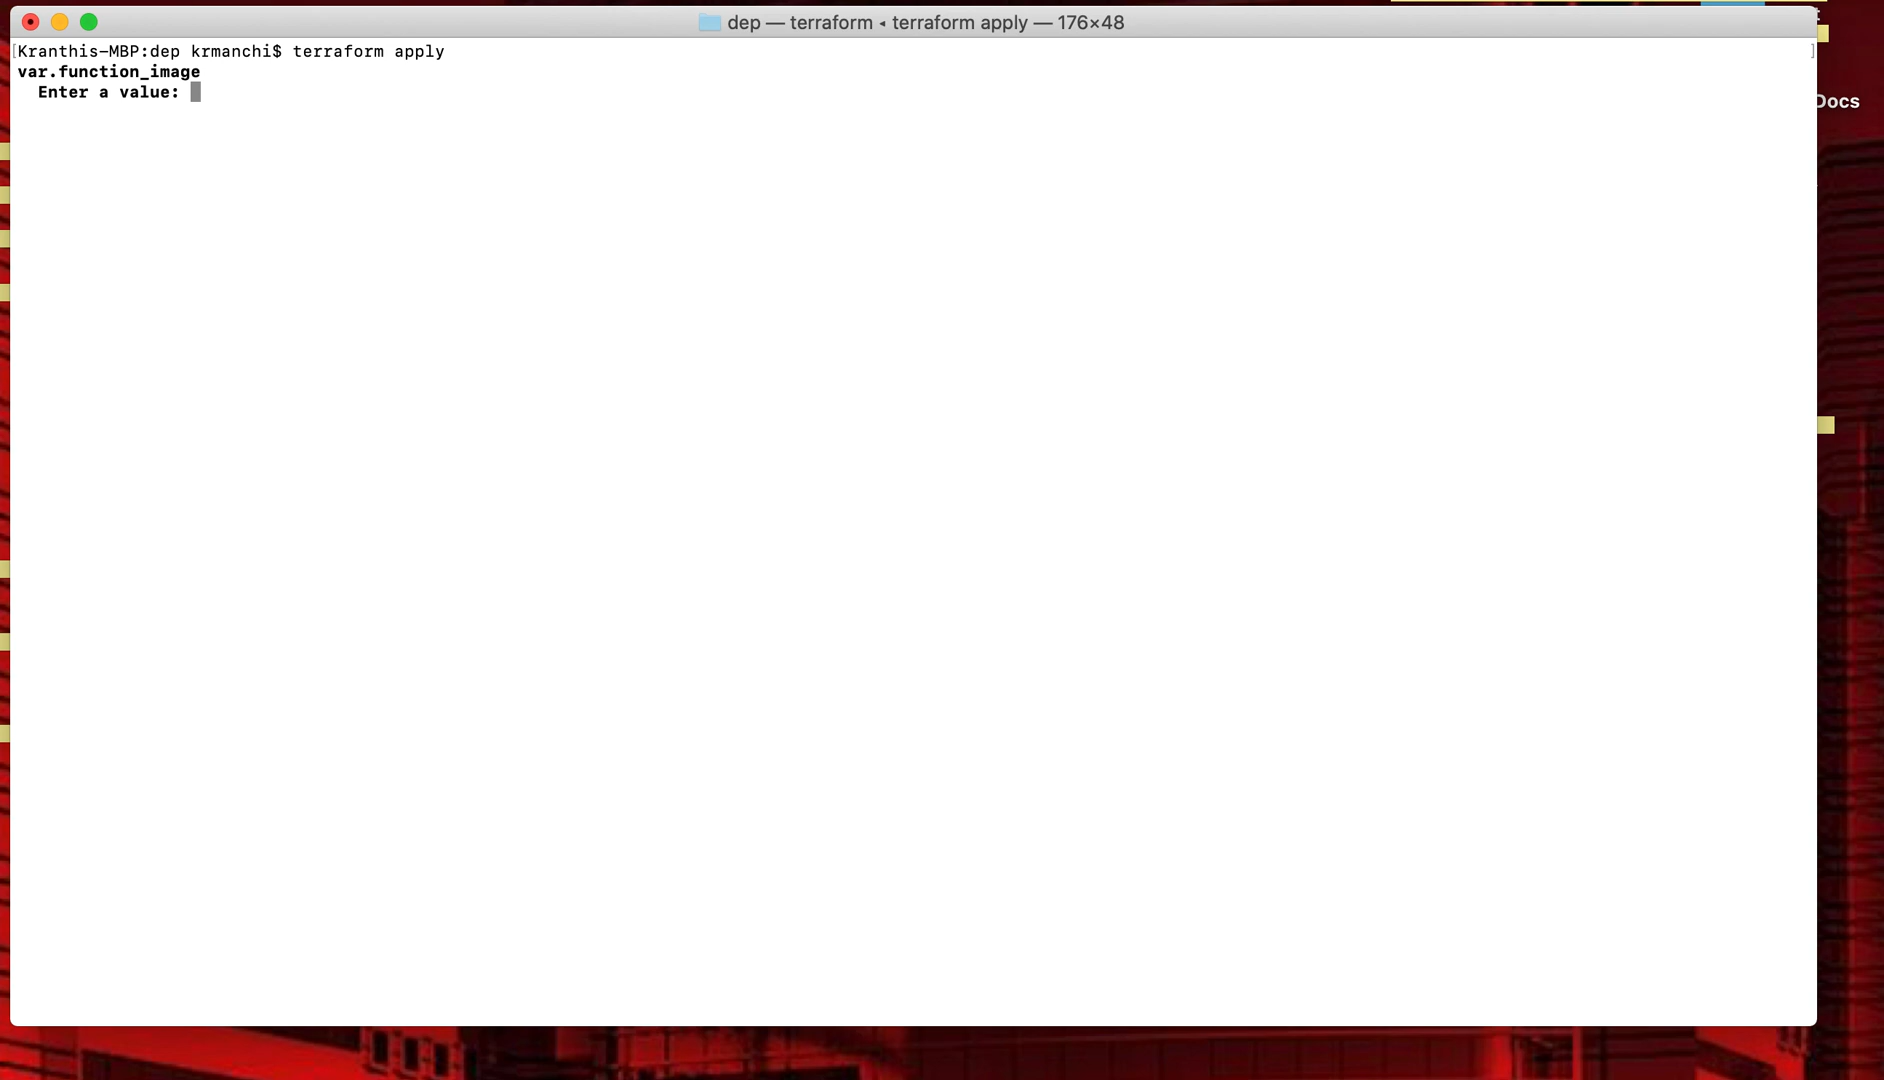 dep — terraform ◂ terraform apply — 176×48
[Kranthis-MBP:dep krmanchi$ terraform apply ]
var.function_image
Enter a value:
Docs